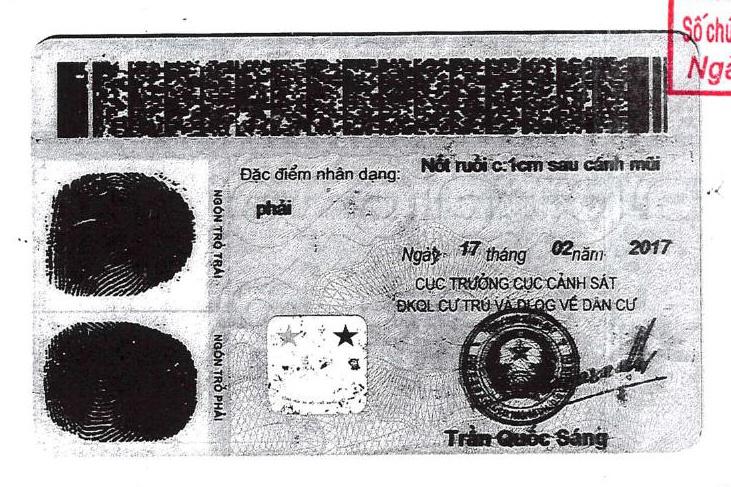 Số chứ
Ngà
Đặc điểm nhân dạng: Nốt ruồi c:1cm sau cánh mũi
phải
NGÓN TRỎ TRÁI
Ngày 17 tháng 02 năm 2017
CỤC TRƯỞNG CỤC CẢNH SÁT
ĐKQL CƯ TRÚ VÀ DLQG VỀ DÂN CƯ
NGÓN TRỎ PHẢI
Trần Quốc Sáng